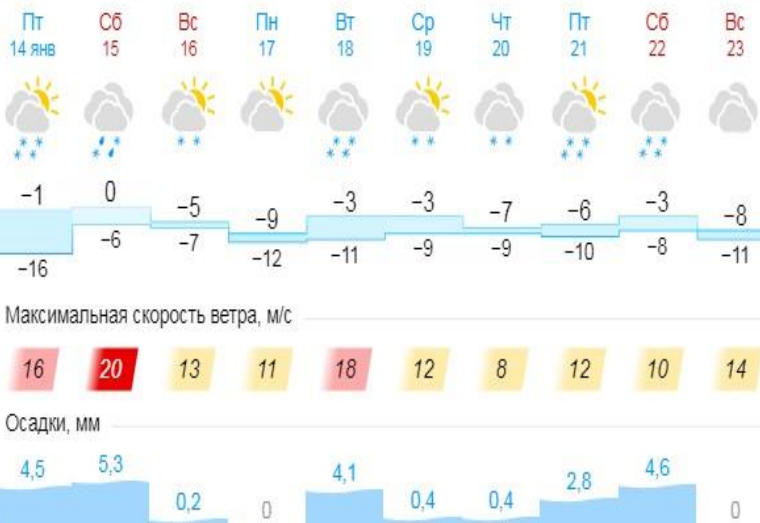 Пт Сб Вс Пн Вт Ср Чт Пт Сб Вс
14 янв 15 16 17 18 19 20 21 22 23
−1 0 −5 −9 −3 −3 −7 −6 −3 −8
−16 −6 −7 −12 −11 −9 −9 −10 −8 −11
Максимальная скорость ветра, м/с
16 20 13 11 18 12 8 12 10 14
Осадки, мм
4,5 5,3 0,2 0 4,1 0,4 0,4 2,8 4,6 0